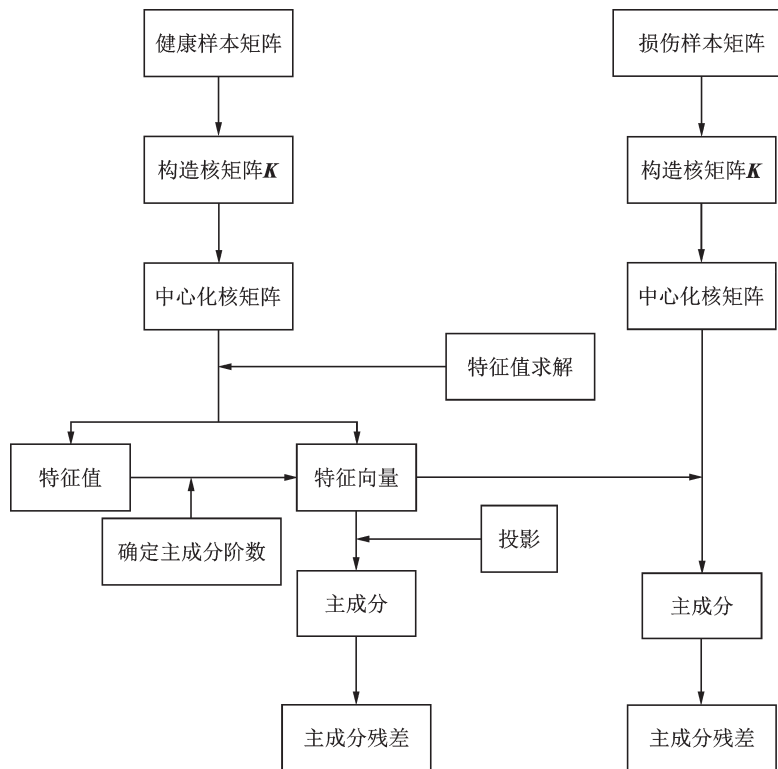 健康样本矩阵
损伤样本矩阵
构造核矩阵K
构造核矩阵K
中心化核矩阵
中心化核矩阵
特征值求解
特征值
特征向量
确定主成分阶数
投影
主成分
主成分
主成分残差
主成分残差